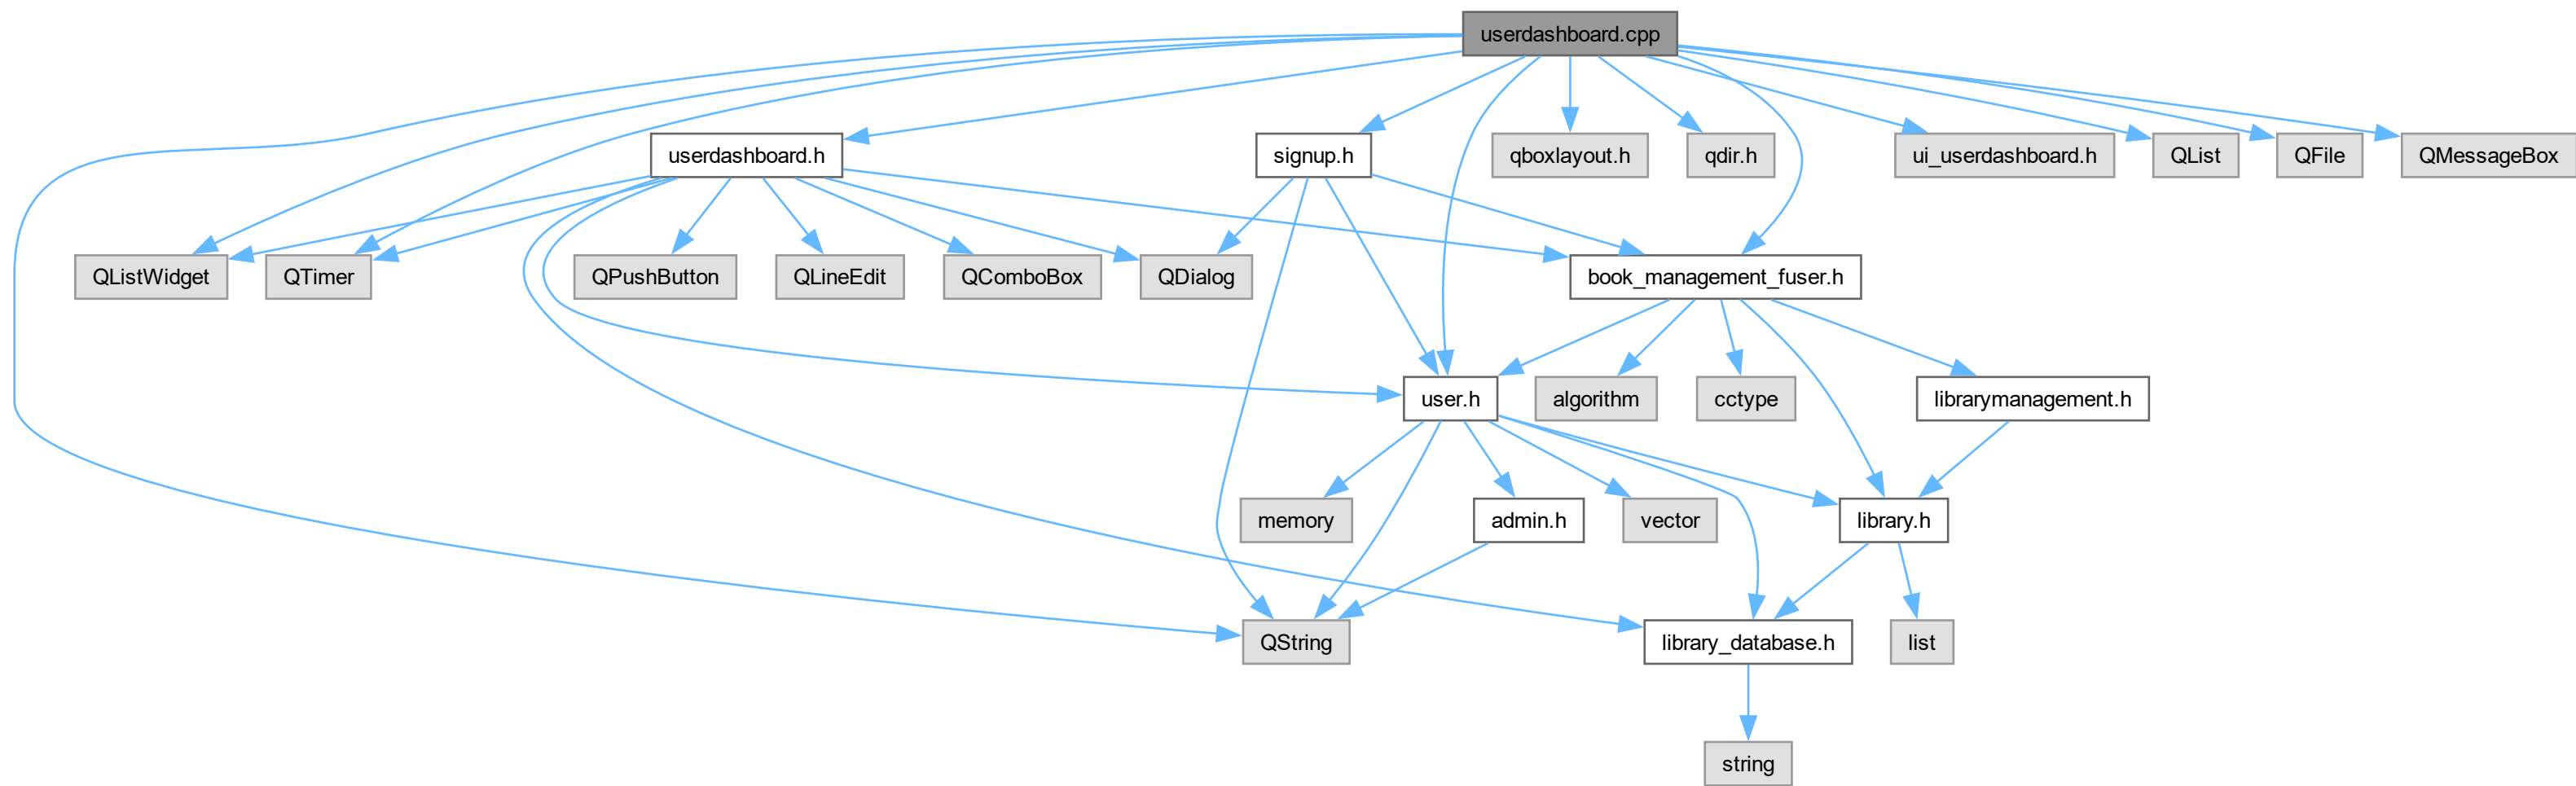 userdashboard.cpp
userdashboard.h
signup.h
qboxlayout.h
qdir.h
ui_userdashboard.h
QList
QFile
QMessageBox
QListWidget
QTimer
QPushButton
QLineEdit
QComboBox
QDialog
book_management_fuser.h
user.h
algorithm
cctype
librarymanagement.h
memory
admin.h
vector
library.h
QString
library_database.h
list
string